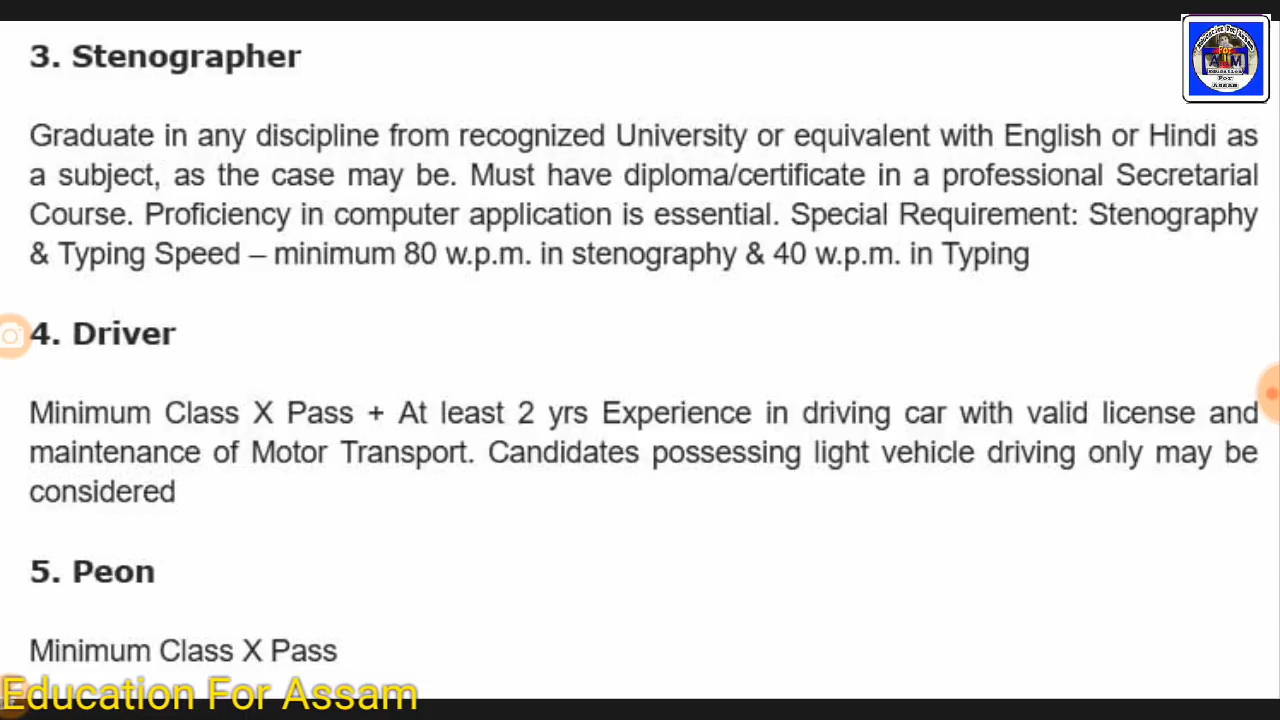 3. Stenographer
Graduate in any discipline from recognized University or equivalent with English or Hindi as
a subject, as the case may be. Must have diploma/certificate in a professional Secretarial
Course. Proficiency in computer application is essential. Special Requirement: Stenography
& Typing Speed – minimum 80 w.p.m. in stenography & 40 w.p.m. in Typing
4. Driver
Minimum Class X Pass + At least 2 yrs Experience in driving car with valid license and
maintenance of Motor Transport. Candidates possessing light vehicle driving only may be
considered
5. Peon
Minimum Class X Pass
Education For Assam